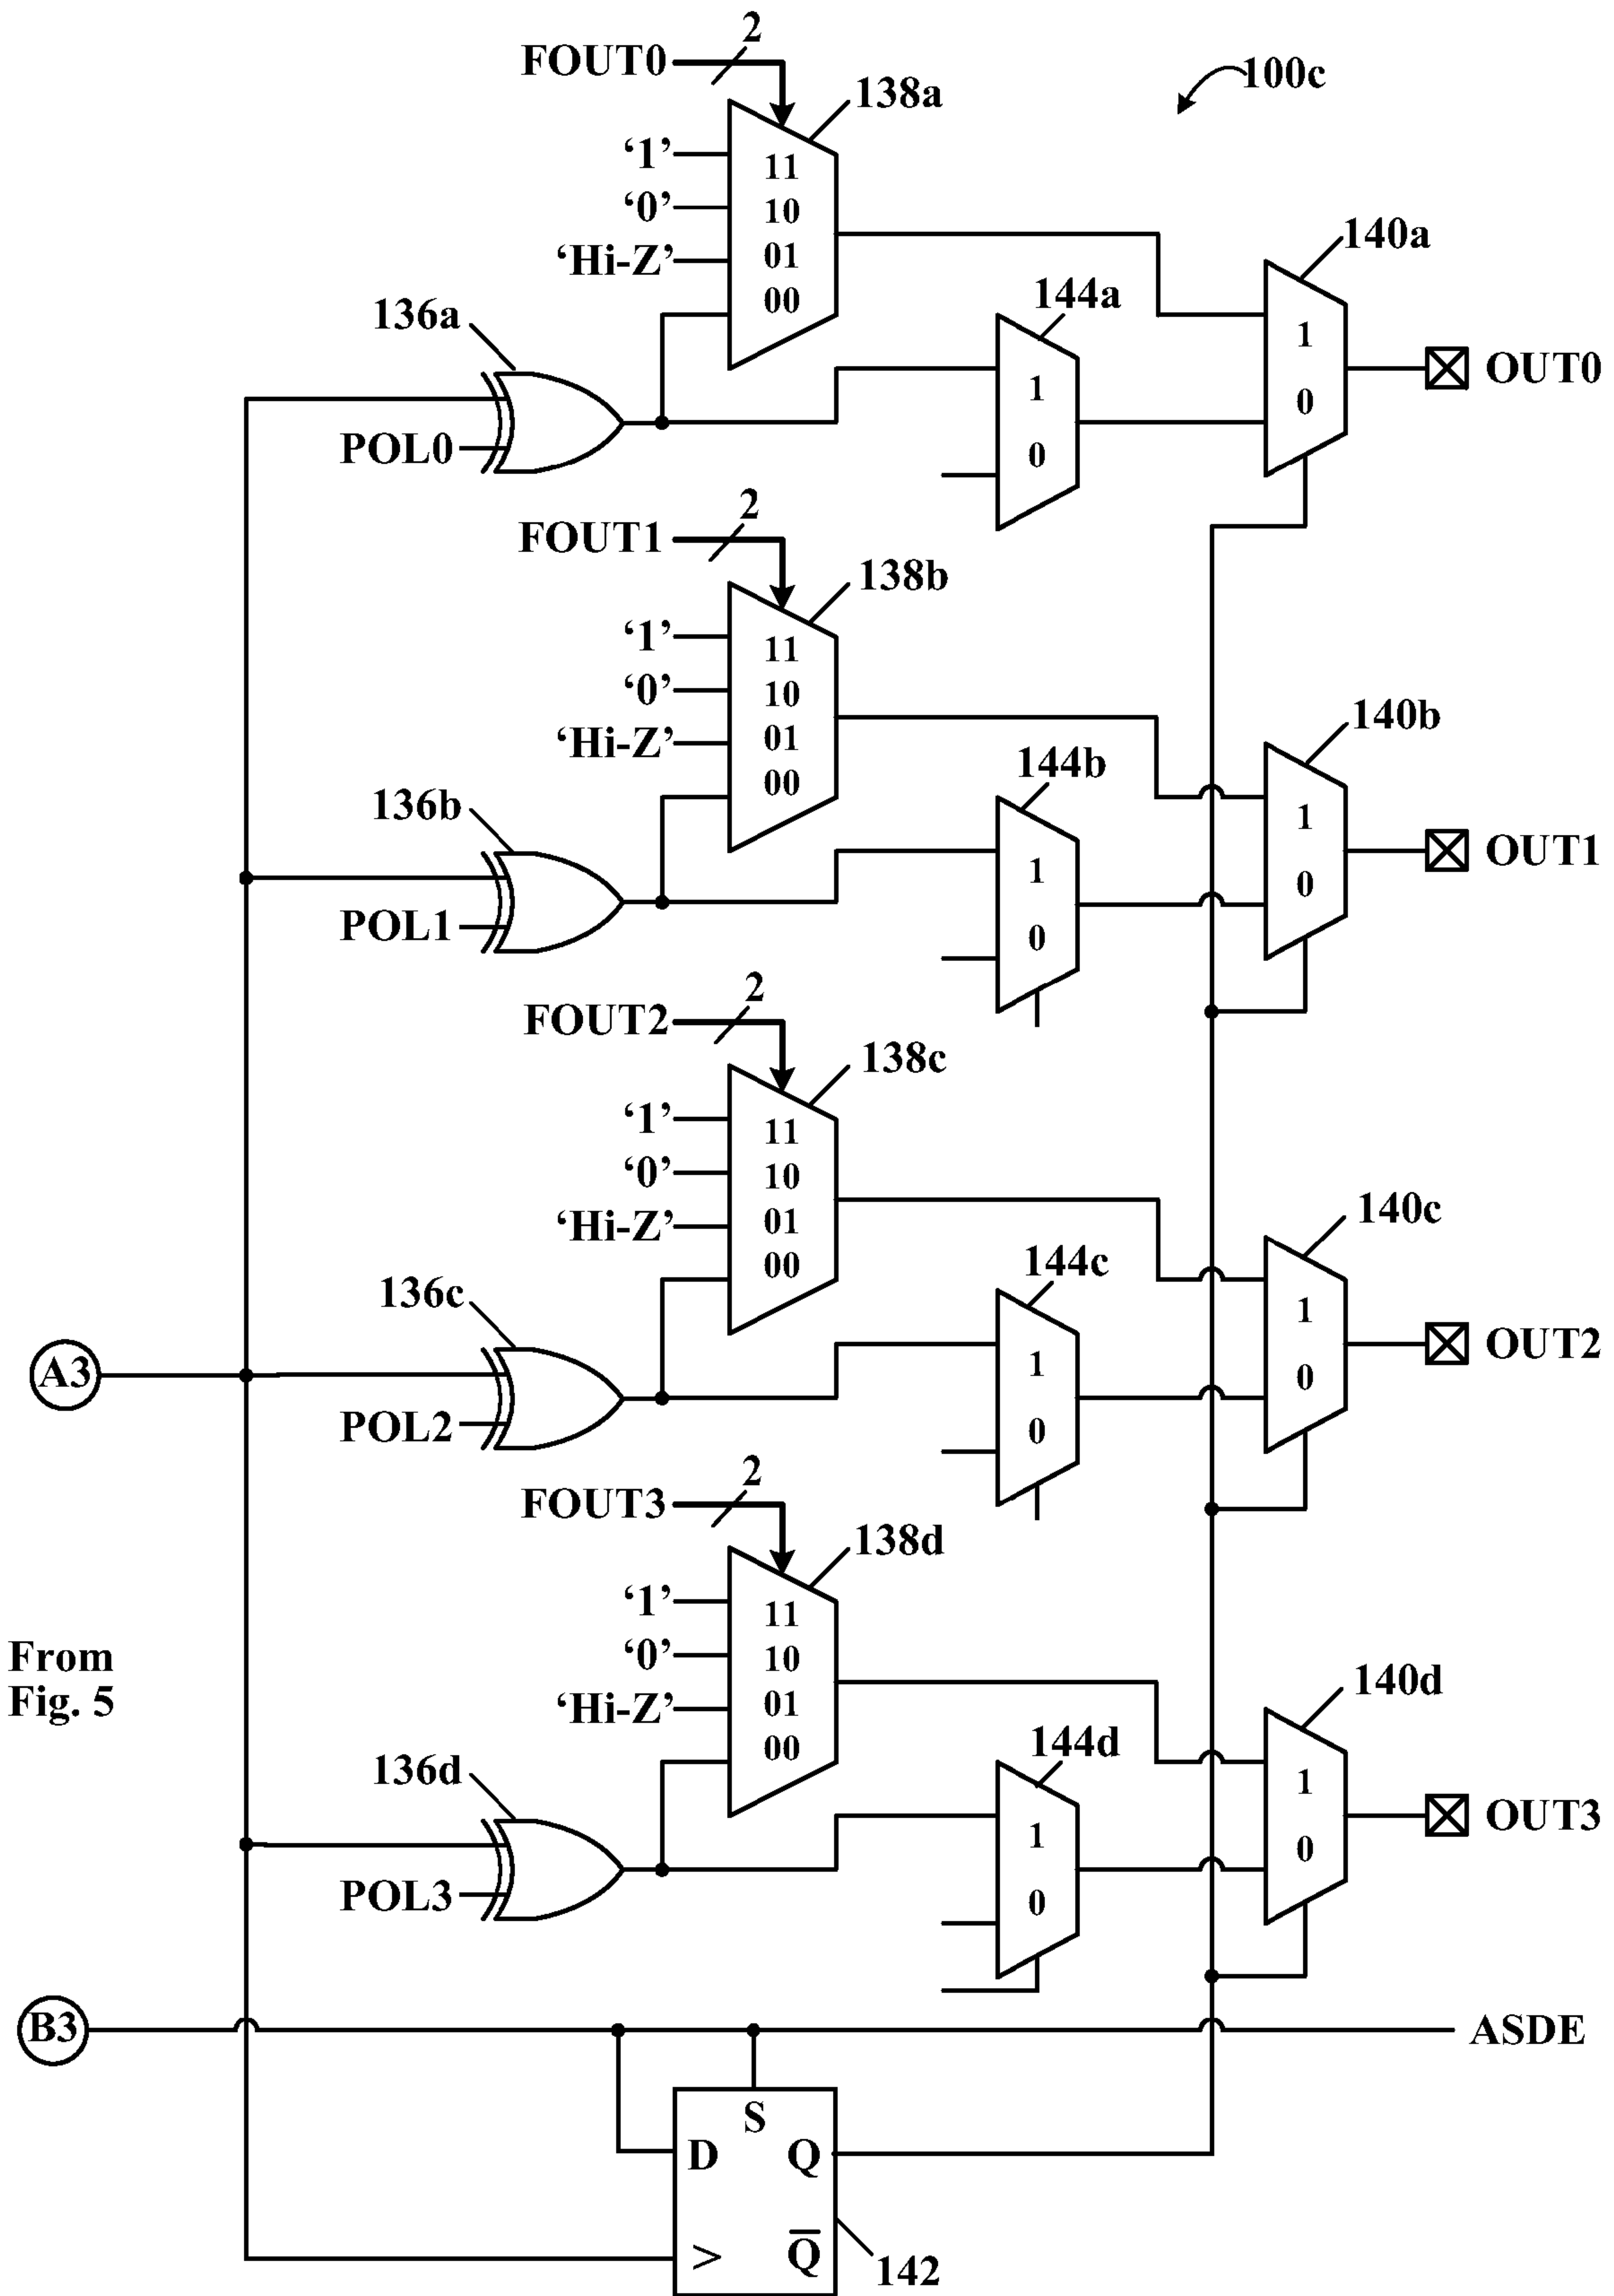 2
FOUT0
100c
138a
‘1’
11
‘0’
10
140a
‘Hi-Z’
01
144a
00
136a
1
1
OUT0
0
0
POL0
2
FOUT1
138b
‘1’
11
‘0’
10
140b
‘Hi-Z’
01
144b
00
136b
1
1
OUT1
0
0
POL1
2
FOUT2
138c
‘1’
11
‘0’
10
140c
‘Hi-Z’
01
144c
00
136c
1
1
OUT2
A3
0
0
POL2
2
FOUT3
138d
‘1’
11
From
Fig. 5
‘0’
10
140d
‘Hi-Z’
01
144d
00
136d
1
1
OUT3
0
0
POL3
B3
ASDE
S
D
Q
>
Q̅
142